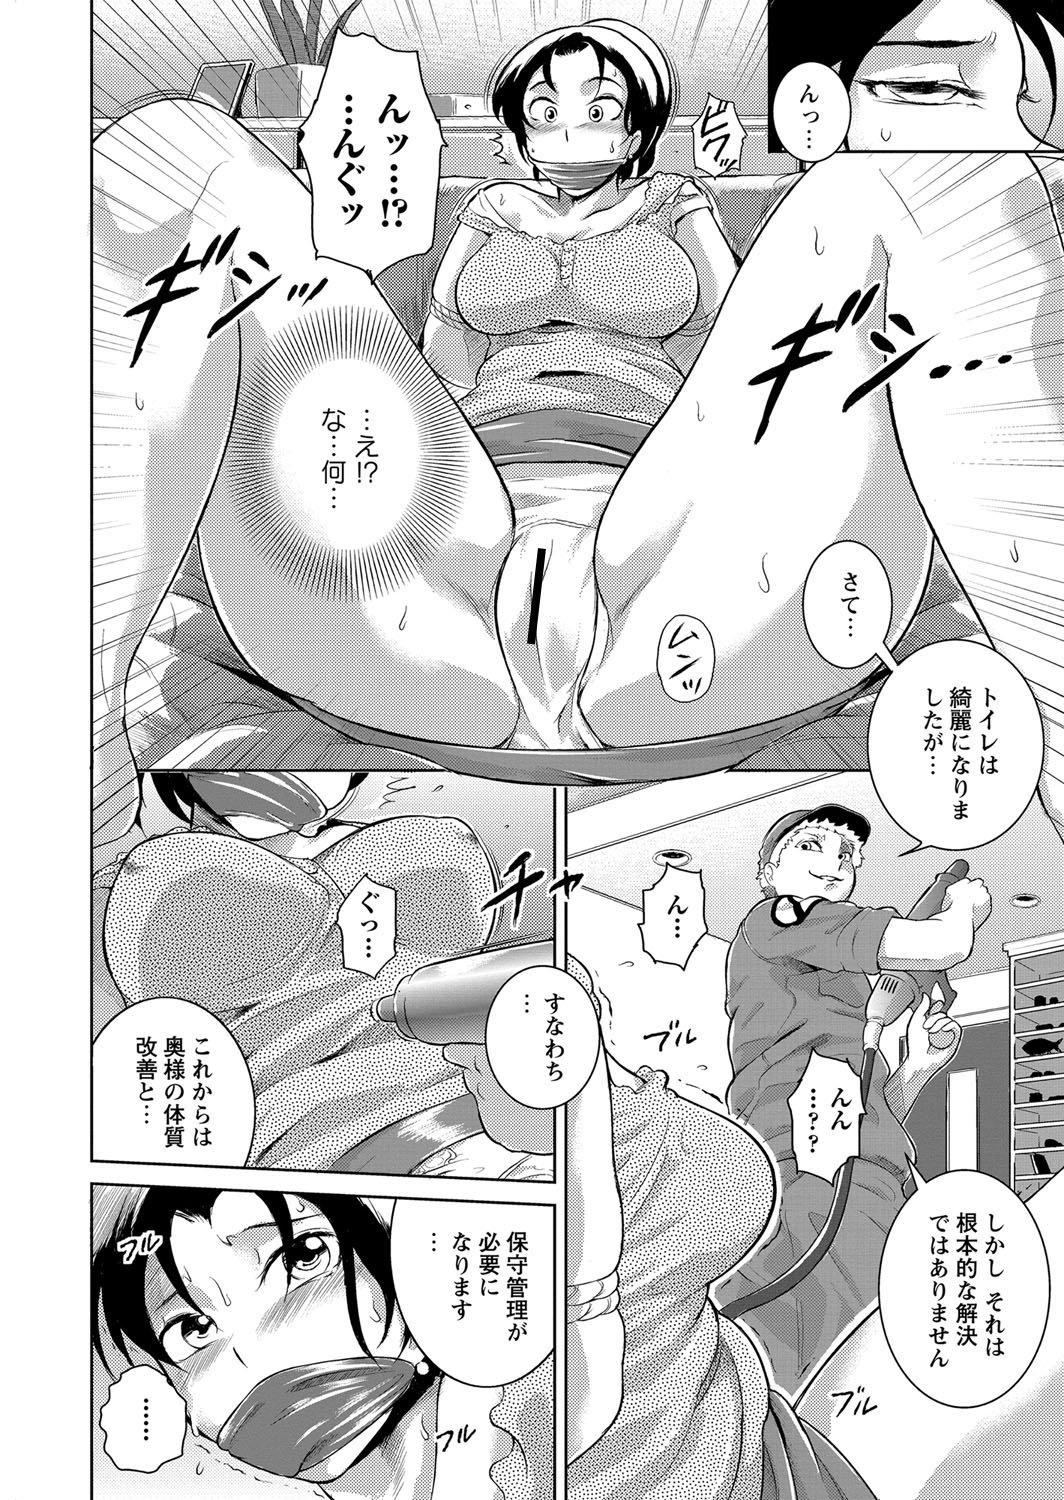 んっ…
ビクッ
んッ…!?
…んぐッ
ギシッ
ギシ…
…え!?
な…何…
ムンッ
さて…
トイレは
綺麗になりま
したが…
ん…
んん
…??
しかし それは
根本的な解決
ではありません
ブルッ
ブル
すなわち
…
チャ
ぐっ…
これからは
奥様の体質
改善と…
保守管理が
必要に
なります
…
ブル
ブル
……